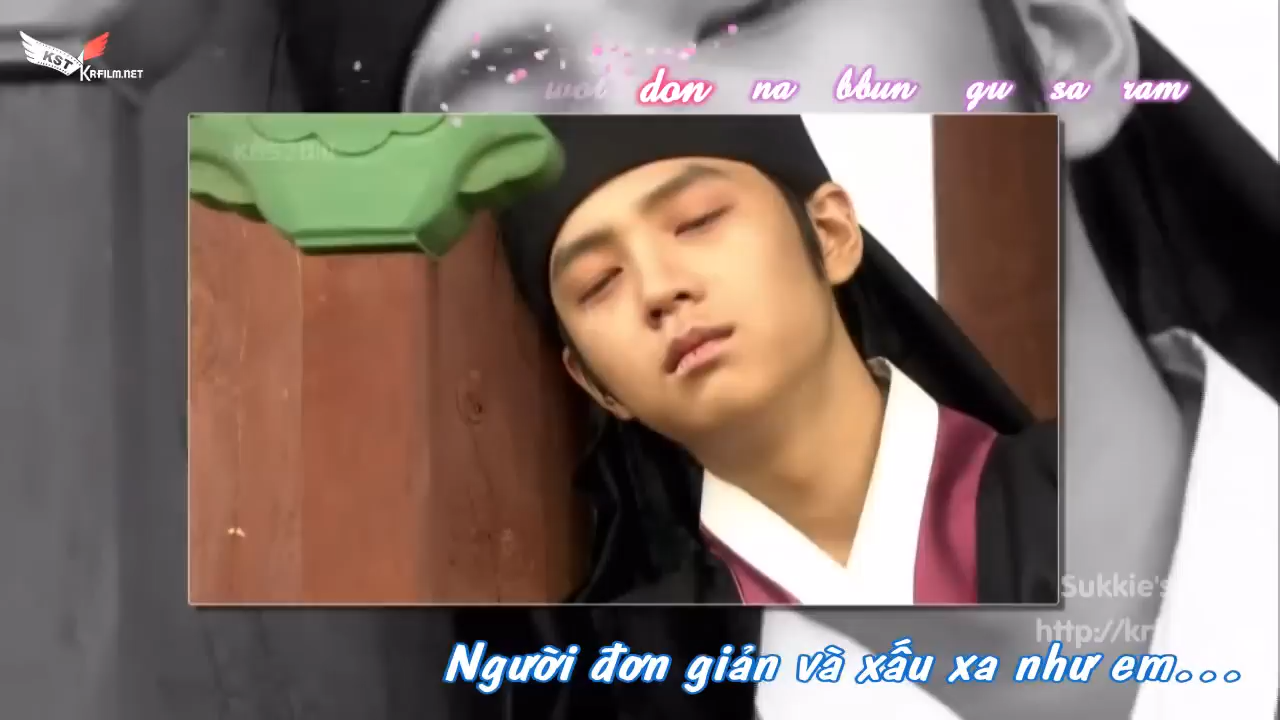 KST
KRFILM.NET
wol don na bbun gu sa ram
Sukkie's
http://kr
Người đơn giản và xấu xa như em...